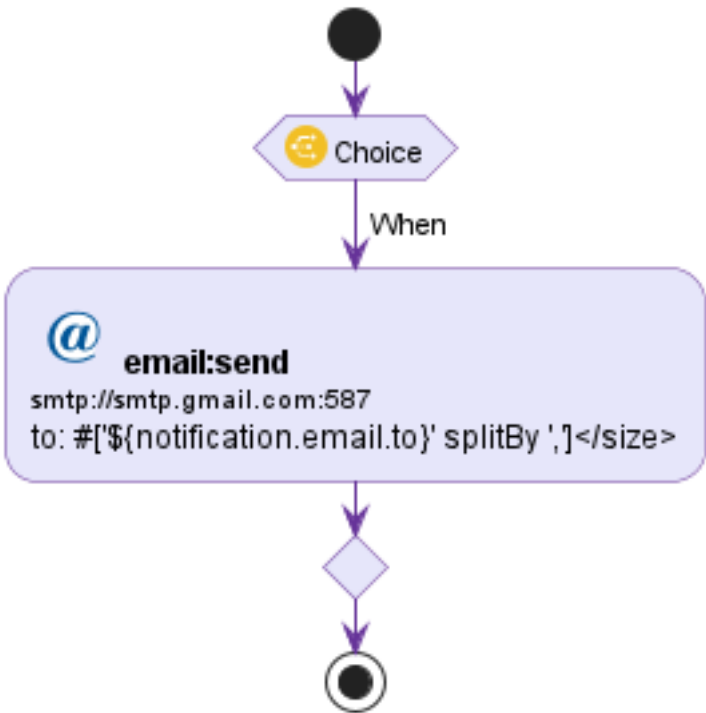 Choice
When
@
email:send
smtp://smtp.gmail.com:587
to: #['${notification.email.to}' splitBy ',']</size>